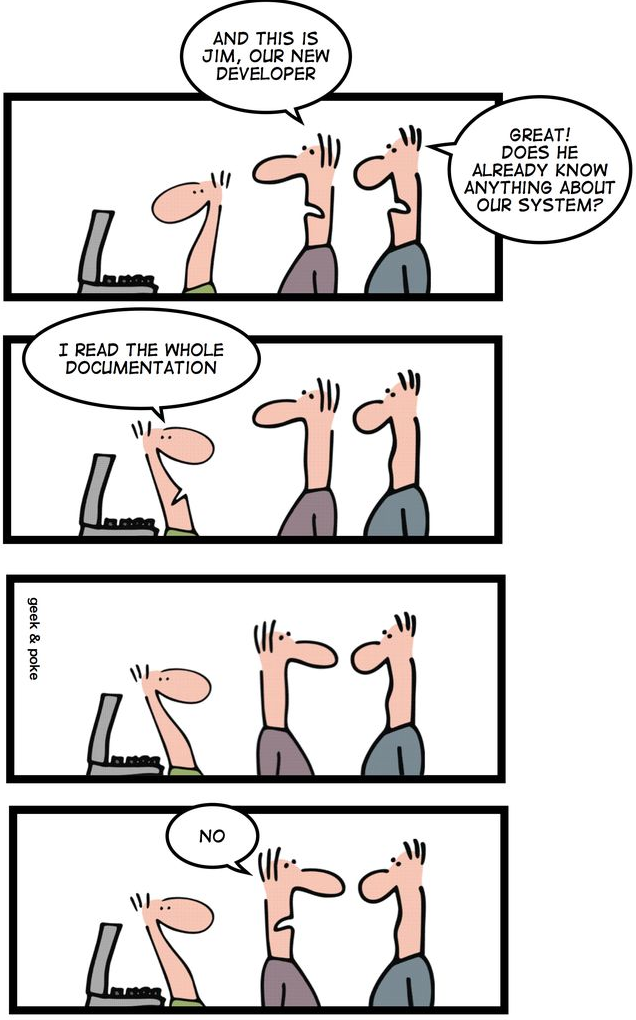 AND THIS IS
JIM, OUR NEW
DEVELOPER
GREAT!
DOES HE
ALREADY KNOW
ANYTHING ABOUT
OUR SYSTEM?
I READ THE WHOLE
DOCUMENTATION
geek & poke
NO